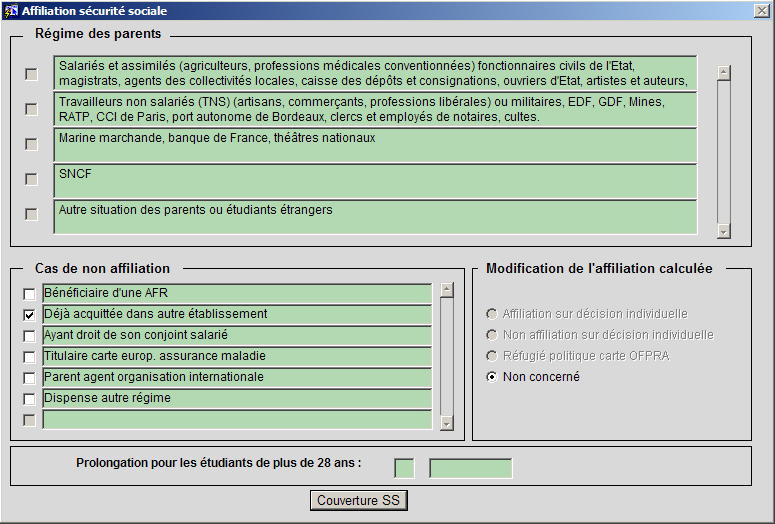 Affiliation sécurité sociale
Régime des parents
Salariés et assimilés (agriculteurs, professions médicales conventionnées) fonctionnaires civils de l'Etat,
magistrats, agents des collectivités locales, caisse des dépôts et consignations, ouvriers d'Etat, artistes et auteurs,
Travailleurs non salariés (TNS) (artisans, commerçants, professions libérales) ou militaires, EDF, GDF, Mines,
RATP, CCI de Paris, port autonome de Bordeaux, clercs et employés de notaires, cultes.
Marine marchande, banque de France, théâtres nationaux
SNCF
Autre situation des parents ou étudiants étrangers
Cas de non affiliation
Bénéficiaire d'une AFR
Déjà acquittée dans autre établissement
Ayant droit de son conjoint salarié
Titulaire carte europ. assurance maladie
Parent agent organisation internationale
Dispense autre régime
Modification de l'affiliation calculée
Affiliation sur décision individuelle
Non affiliation sur décision individuelle
Réfugié politique carte OFPRA
Non concerné
Prolongation pour les étudiants de plus de 28 ans :
Couverture SS